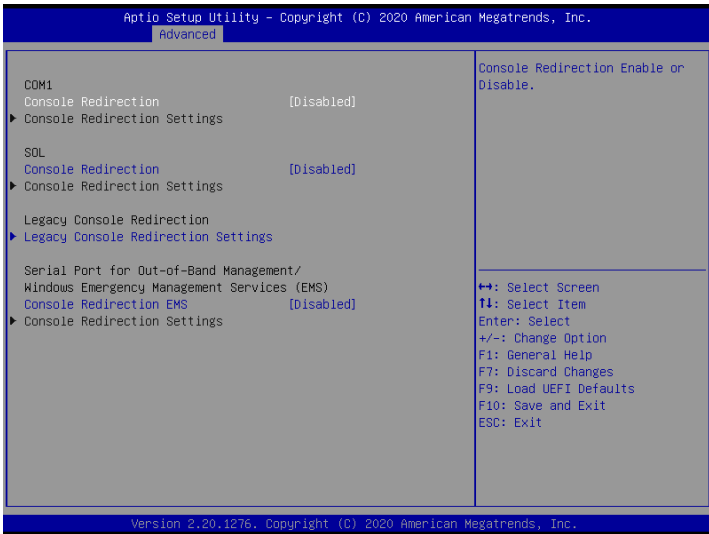 Aptio Setup Utility – Copyright (C) 2020 American Megatrends, Inc.
Advanced
COM1
Console Redirection [Disabled]
▶ Console Redirection Settings
SOL
Console Redirection [Disabled]
▶ Console Redirection Settings
Legacy Console Redirection
▶ Legacy Console Redirection Settings
Serial Port for Out-of-Band Management/
Windows Emergency Management Services (EMS)
Console Redirection EMS [Disabled]
▶ Console Redirection Settings
Console Redirection Enable or
Disable.
↔: Select Screen
↑↓: Select Item
Enter: Select
+/-: Change Option
F1: General Help
F7: Discard Changes
F9: Load UEFI Defaults
F10: Save and Exit
ESC: Exit
Version 2.20.1276. Copyright (C) 2020 American Megatrends, Inc.